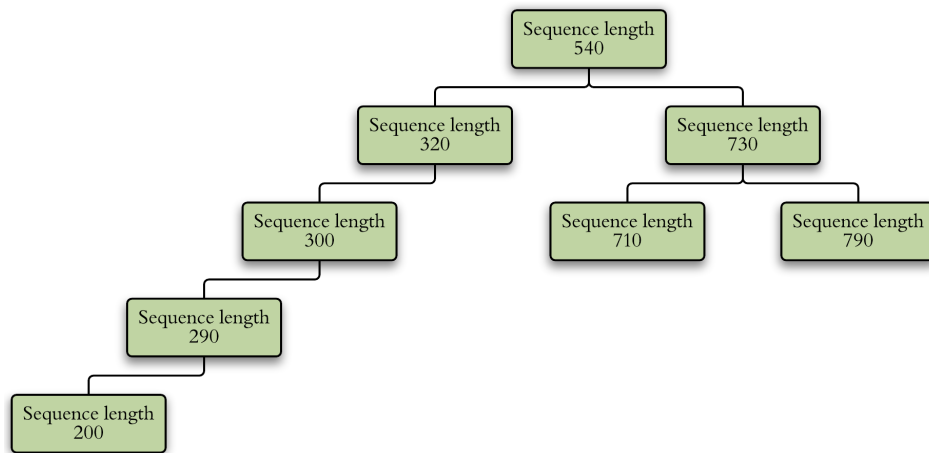 Sequence length
540
Sequence length
320
Sequence length
730
Sequence length
300
Sequence length
710
Sequence length
790
Sequence length
290
Sequence length
200